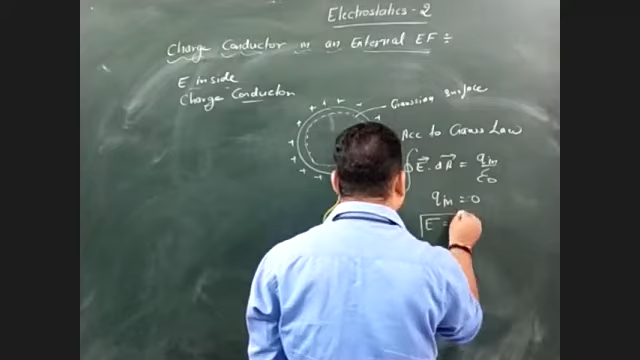 Electrostatics - 2
Charge Conductor in an External EF ÷
E inside
Charge Conductor
Gaussian Surface
Acc to Gauss Law
∮ E⃗ . dA⃗ = qin / ε0
qin = 0
E =